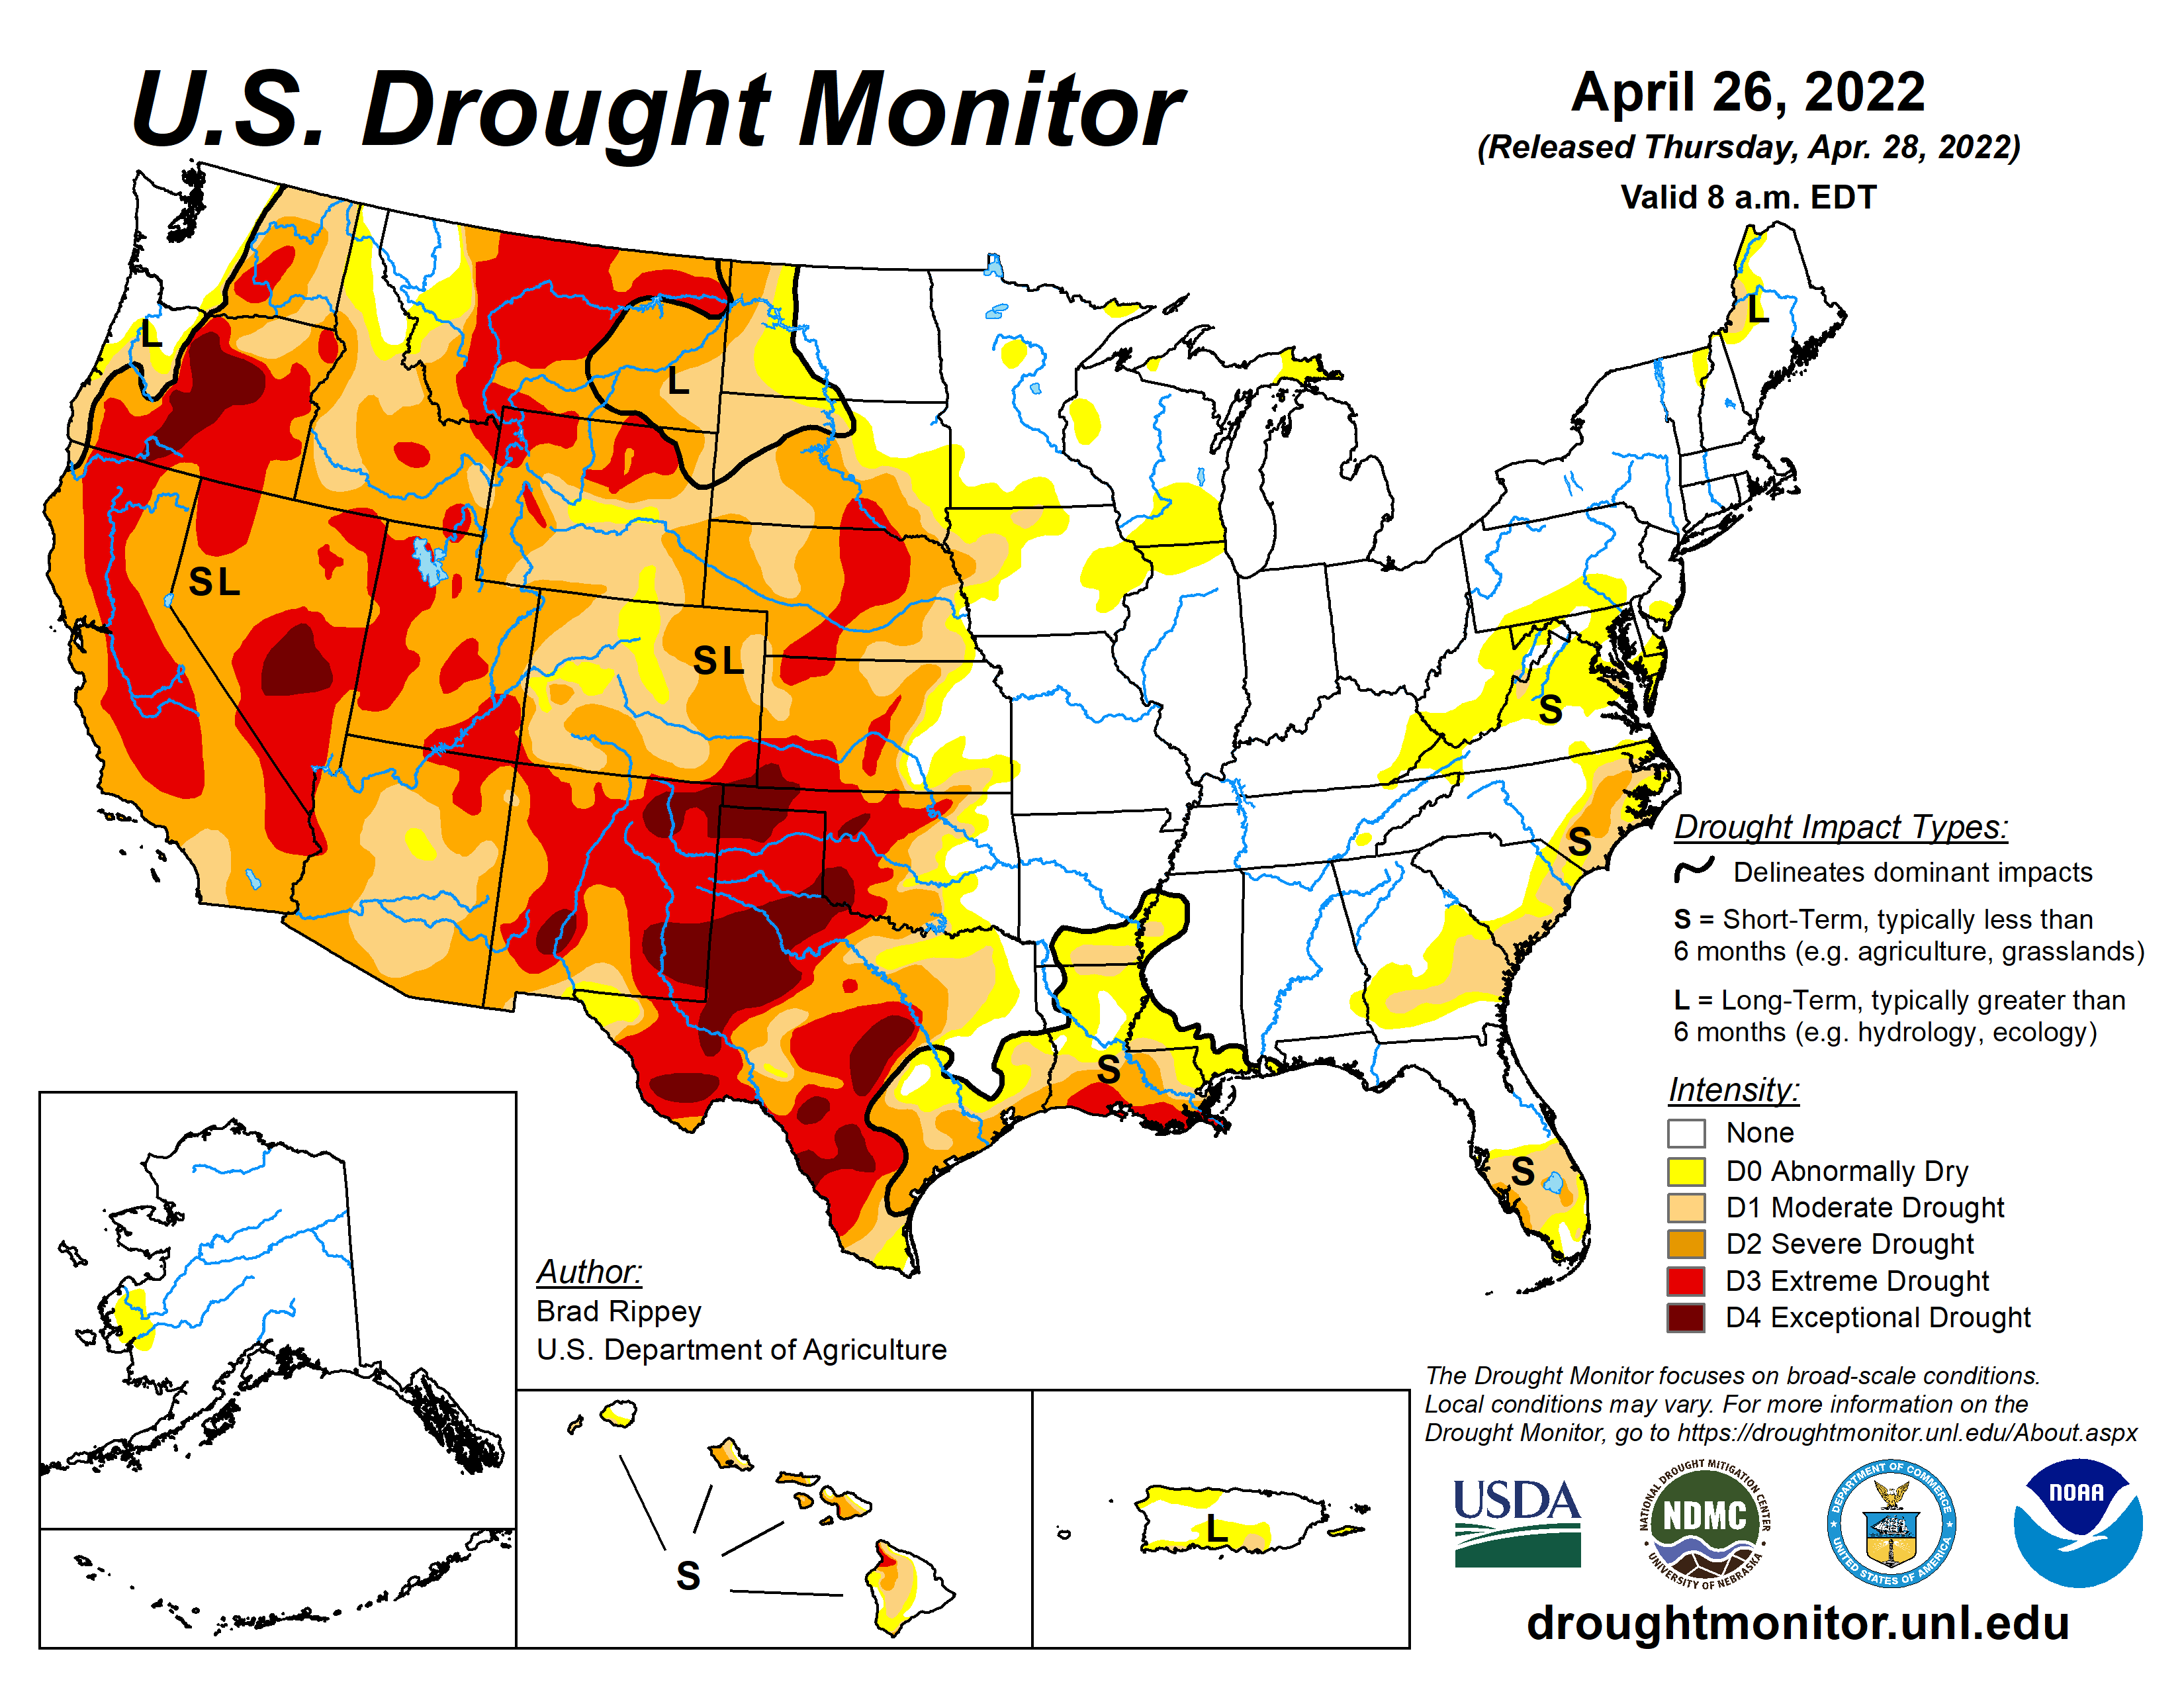 U.S. Drought Monitor
April 26, 2022
(Released Thursday, Apr. 28, 2022)
Valid 8 a.m. EDT
L
L
L
SL
SL
S
S
S
S
L
S
Drought Impact Types:
Delineates dominant impacts
S = Short-Term, typically less than
6 months (e.g. agriculture, grasslands)
L = Long-Term, typically greater than
6 months (e.g. hydrology, ecology)
Intensity:
None
D0 Abnormally Dry
D1 Moderate Drought
D2 Severe Drought
D3 Extreme Drought
D4 Exceptional Drought
Author:
Brad Rippey
U.S. Department of Agriculture
The Drought Monitor focuses on broad-scale conditions.
Local conditions may vary. For more information on the
Drought Monitor, go to https://droughtmonitor.unl.edu/About.aspx
USDA
NATIONAL DROUGHT MITIGATION CENTER
NDMC
UNIVERSITY OF NEBRASKA
DEPARTMENT OF COMMERCE
UNITED STATES OF AMERICA
NOAA
droughtmonitor.unl.edu